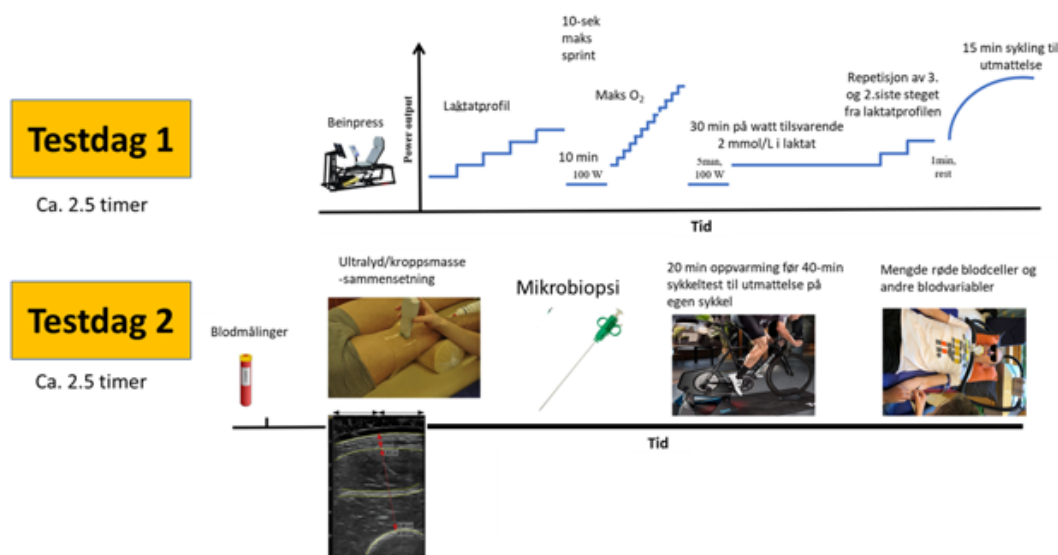 10-sek
maks
sprint
15 min sykling til
utmattelse
Testdag 1
Ca. 2.5 timer
Beinpress
Power output
Laktatprofil
10 min
100 W
Maks O₂
5min,
100 W
30 min på watt tilsvarende
2 mmol/L i laktat
Repetisjon av 3.
og 2.siste steget
fra laktatprofilen
1min,
rest
Tid
Testdag 2
Ca. 2.5 timer
Blodmålinger
Ultralyd/kroppsmasse
-sammensetning
Mikrobiopsi
20 min oppvarming før 40-min
sykkeltest til utmattelse på
egen sykkel
Mengde røde blodceller og
andre blodvariabler
Tid